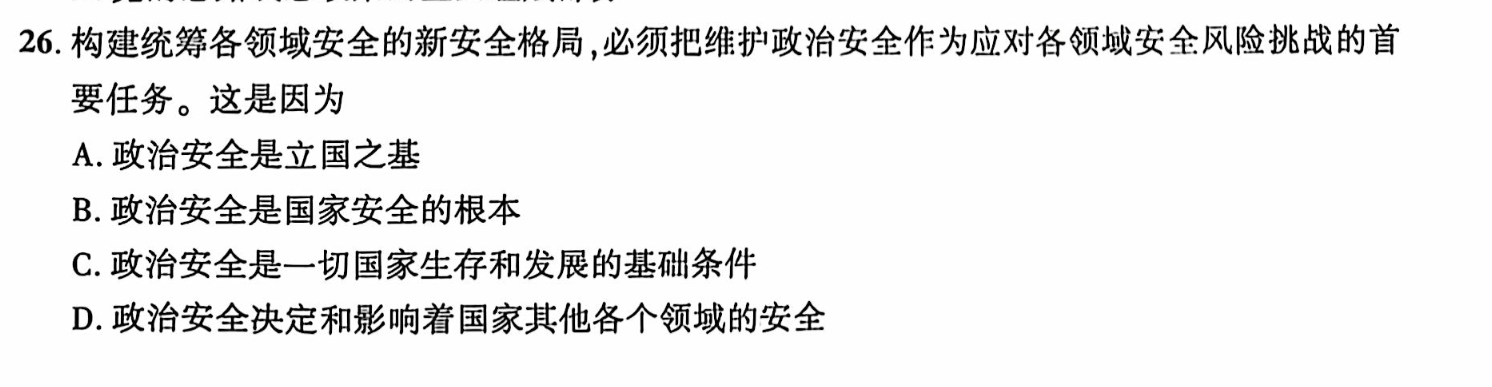 26. 构建统筹各领域安全的新安全格局,必须把维护政治安全作为应对各领域安全风险挑战的首
要任务。这是因为
A. 政治安全是立国之基
B. 政治安全是国家安全的根本
C. 政治安全是一切国家生存和发展的基础条件
D. 政治安全决定和影响着国家其他各个领域的安全